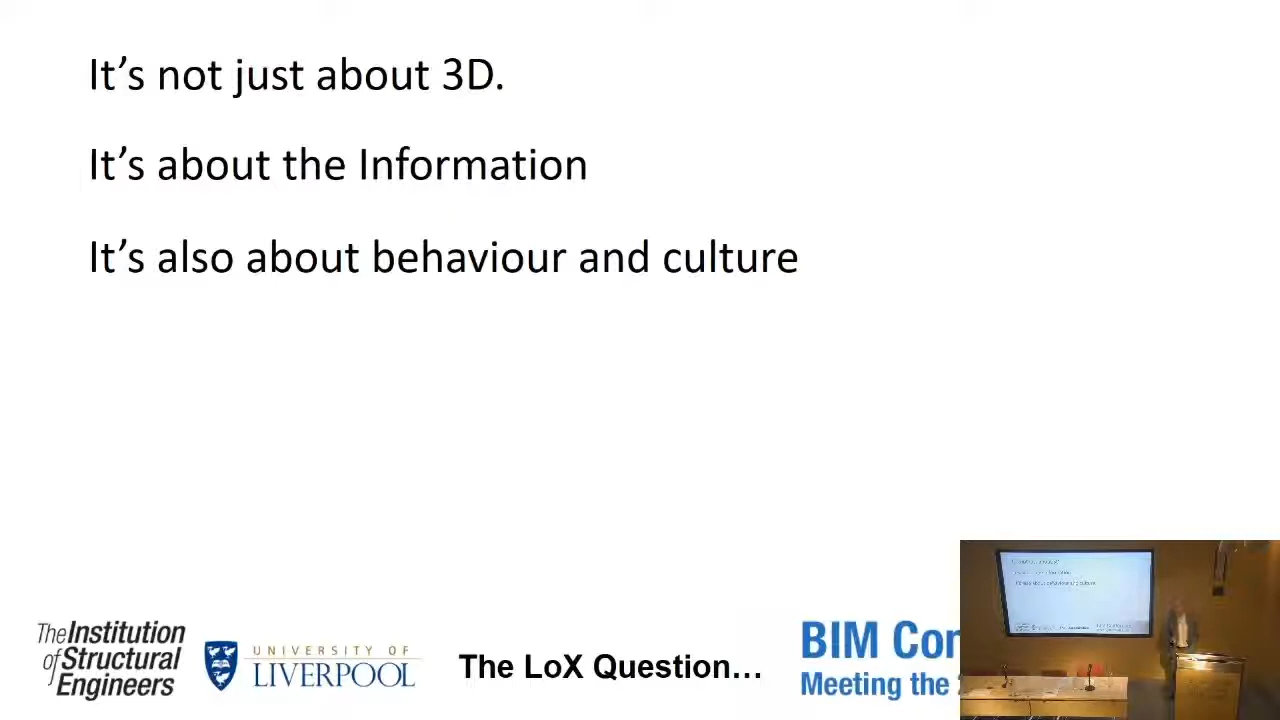 It's not just about 3D.
It's about the Information
It's also about behaviour and culture
The Institution
of Structural
Engineers
UNIVERSITY OF
LIVERPOOL
The LoX Question...
BIM
Meeting the